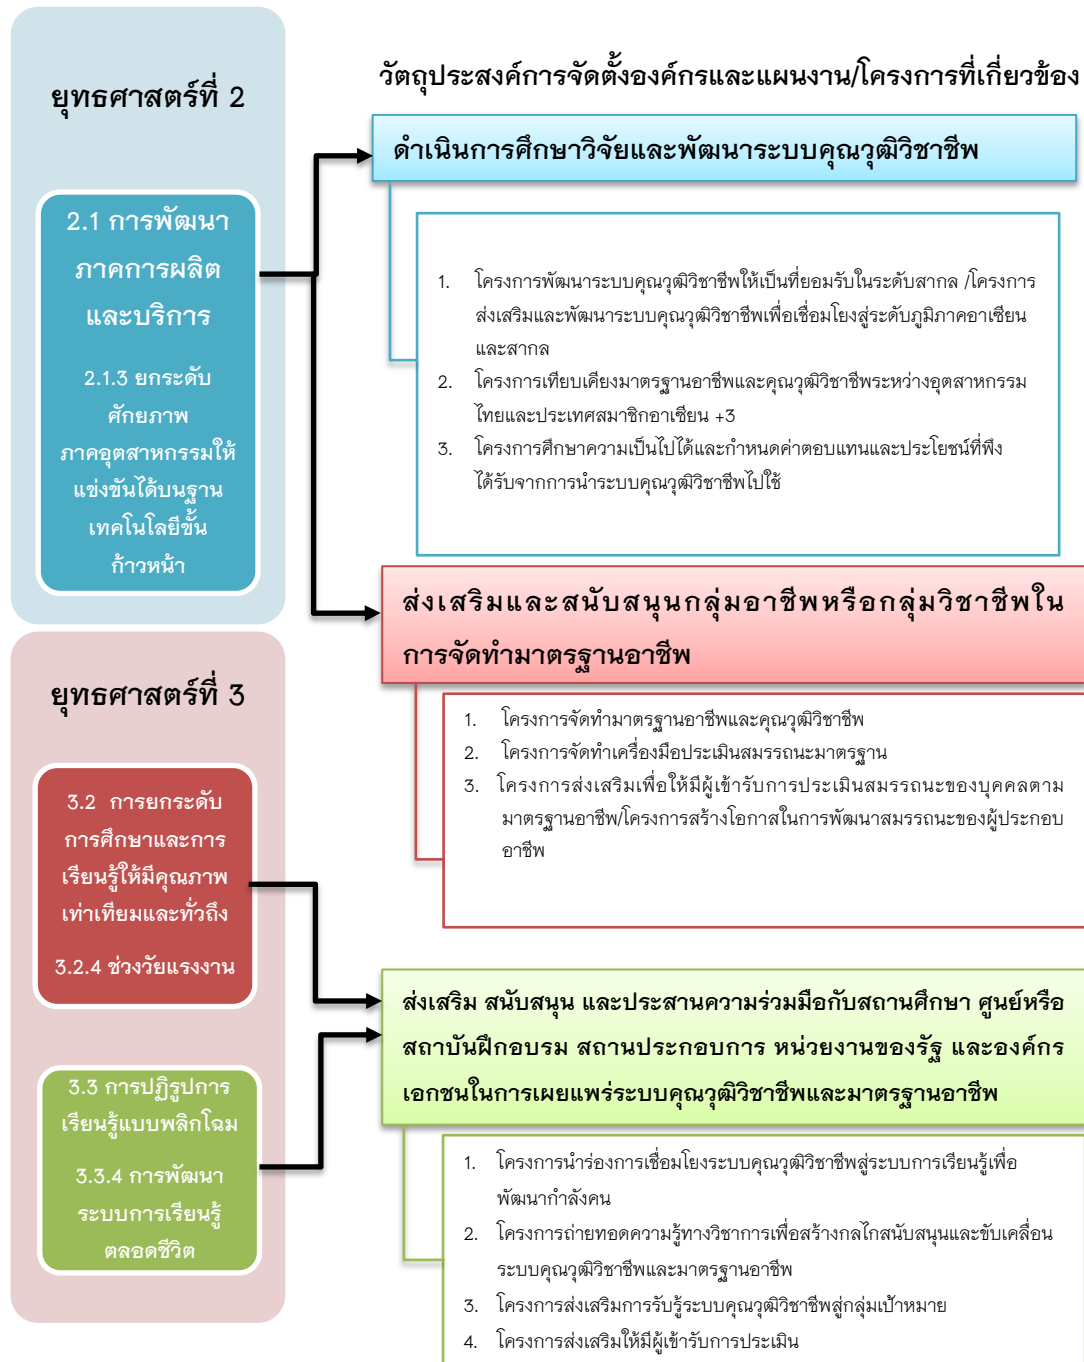 ยุทธศาสตร์ที่ 2
2.1 การพัฒนา
ภาคการผลิต
และบริการ
2.1.3 ยกระดับ
ศักยภาพ
ภาคอุตสาหกรรมให้
แข่งขันได้บนฐาน
เทคโนโลยีขั้น
ก้าวหน้า
ยุทธศาสตร์ที่ 3
3.2 การยกระดับ
การศึกษาและการ
เรียนรู้ให้มีคุณภาพ
เท่าเทียมและทั่วถึง
3.2.4 ช่วงวัยแรงงาน
3.3 การปฏิรูปการ
เรียนรู้แบบพลิกโฉม
3.3.4 การพัฒนา
ระบบการเรียนรู้
ตลอดชีวิต
วัตถุประสงค์การจัดตั้งองค์กรและแผนงาน/โครงการที่เกี่ยวข้อง
ดำเนินการศึกษาวิจัยและพัฒนาระบบคุณวุฒิวิชาชีพ
1. โครงการพัฒนาระบบคุณวุฒิวิชาชีพให้เป็นที่ยอมรับในระดับสากล /โครงการ
ส่งเสริมและพัฒนาระบบคุณวุฒิวิชาชีพเพื่อเชื่อมโยงสู่ระดับภูมิภาคอาเซียน
และสากล
2. โครงการเทียบเคียงมาตรฐานอาชีพและคุณวุฒิวิชาชีพระหว่างอุตสาหกรรม
ไทยและประเทศสมาชิกอาเซียน +3
3. โครงการศึกษาความเป็นไปได้และกำหนดค่าตอบแทนและประโยชน์ที่พึง
ได้รับจากการนำระบบคุณวุฒิวิชาชีพไปใช้
ส่งเสริมและสนับสนุนกลุ่มอาชีพหรือกลุ่มวิชาชีพใน
การจัดทำมาตรฐานอาชีพ
1. โครงการจัดทำมาตรฐานอาชีพและคุณวุฒิวิชาชีพ
2. โครงการจัดทำเครื่องมือประเมินสมรรถนะมาตรฐาน
3. โครงการส่งเสริมเพื่อให้มีผู้เข้ารับการประเมินสมรรถนะของบุคคลตาม
มาตรฐานอาชีพ/โครงการสร้างโอกาสในการพัฒนาสมรรถนะของผู้ประกอบ
อาชีพ
ส่งเสริม สนับสนุน และประสานความร่วมมือกับสถานศึกษา ศูนย์หรือ
สถาบันฝึกอบรม สถานประกอบการ หน่วยงานของรัฐ และองค์กร
เอกชนในการเผยแพร่ระบบคุณวุฒิวิชาชีพและมาตรฐานอาชีพ
1. โครงการนำร่องการเชื่อมโยงระบบคุณวุฒิวิชาชีพสู่ระบบการเรียนรู้เพื่อ
พัฒนากำลังคน
2. โครงการถ่ายทอดความรู้ทางวิชาการเพื่อสร้างกลไกสนับสนุนและขับเคลื่อน
ระบบคุณวุฒิวิชาชีพและมาตรฐานอาชีพ
3. โครงการส่งเสริมการรับรู้ระบบคุณวุฒิวิชาชีพสู่กลุ่มเป้าหมาย
4. โครงการส่งเสริมให้มีผู้เข้ารับการประเมิน